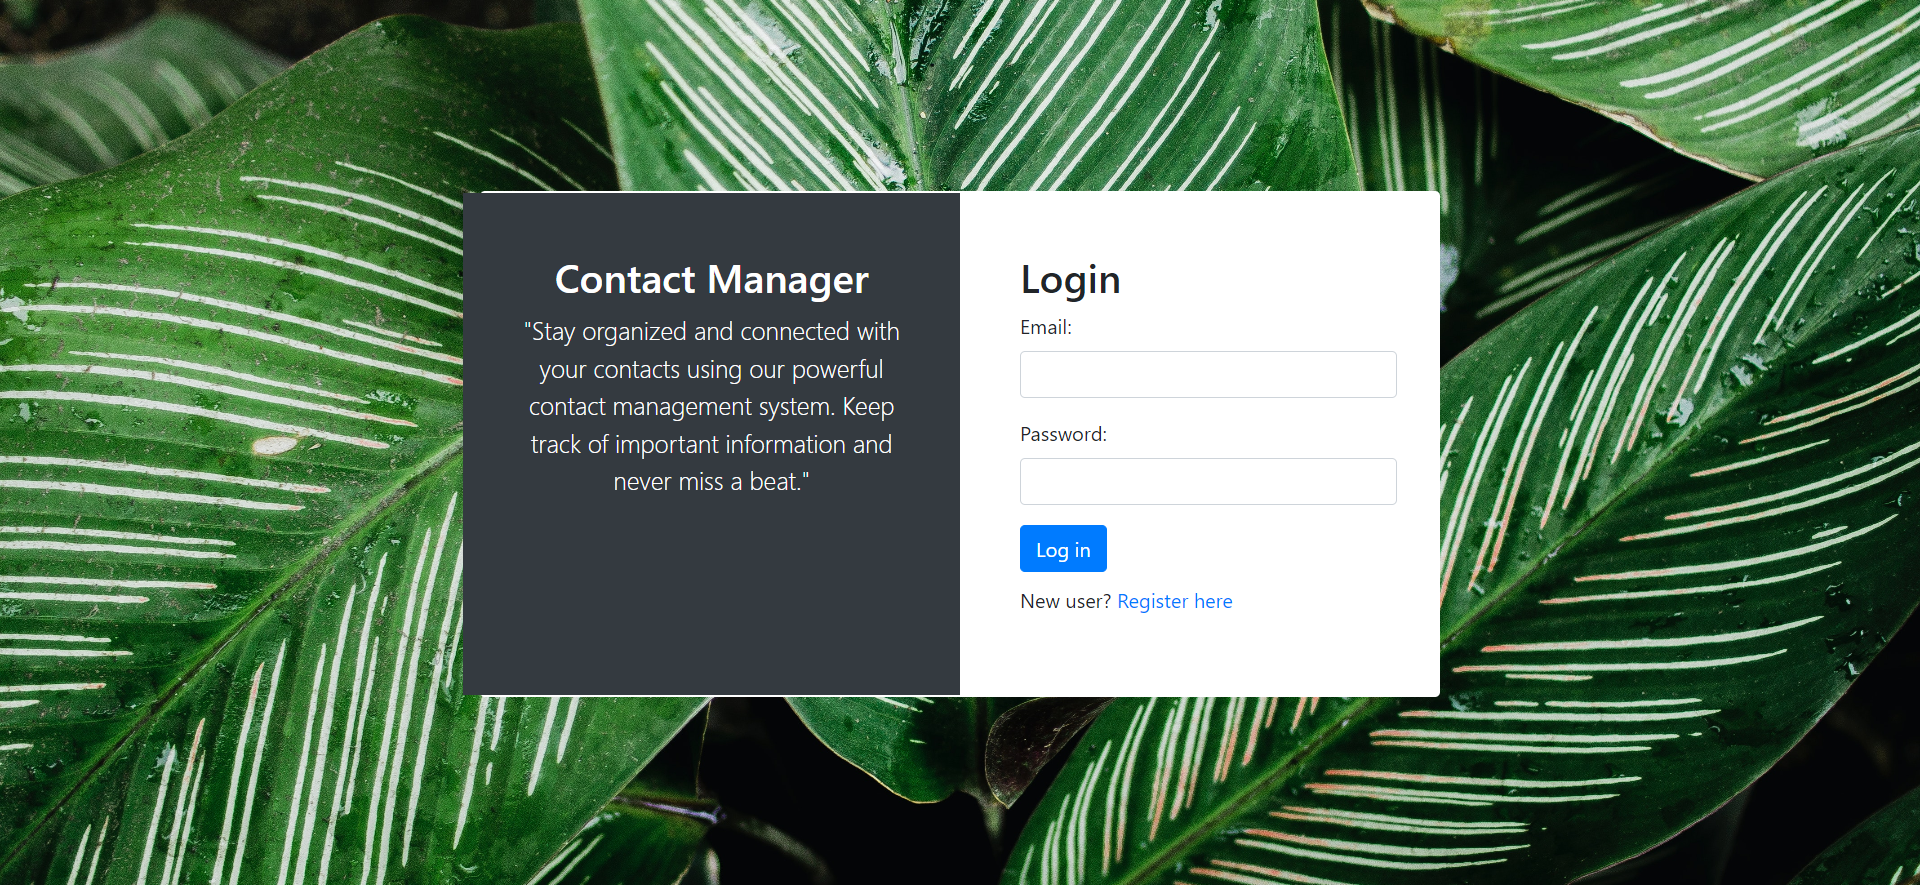 Contact Manager
"Stay organized and connected with
your contacts using our powerful
contact management system. Keep
track of important information and
never miss a beat."
Login
Email:
Password:
Log in
New user? Register here